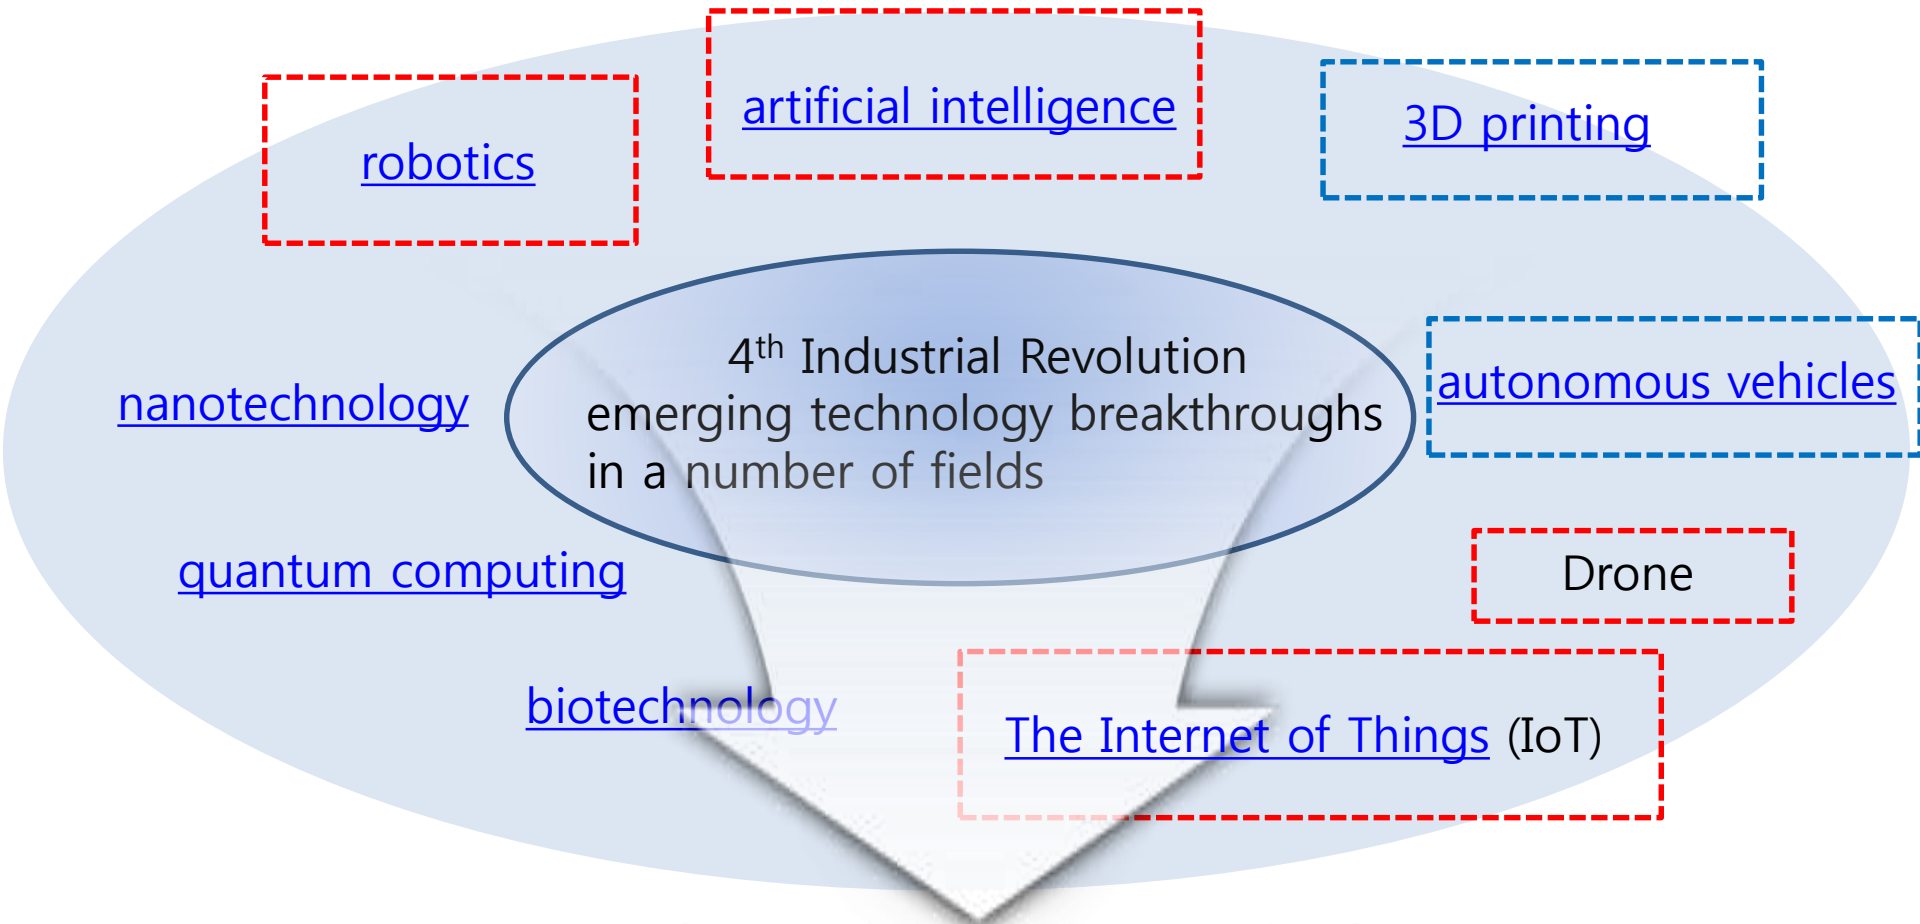 artificial intelligence
3D printing
robotics
4th Industrial Revolution
emerging technology breakthroughs
in a number of fields
nanotechnology
autonomous vehicles
quantum computing
Drone
biotechnology
The Internet of Things (IoT)